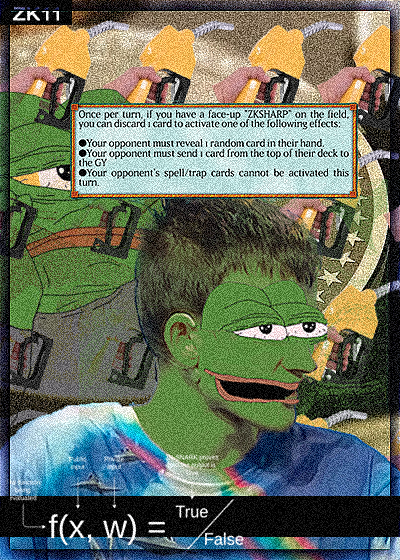 ZK11
Once per turn, if you have a face-up "ZKSHARP" on the field,
you can discard 1 card to activate one of the following effects:
●Your opponent must reveal 1 random card in their hand.
●Your opponent must send 1 card from the top of their deck to
the GY
●Your opponent's spell/trap cards cannot be activated this
turn.
input
input
f(x, w) =
True
False